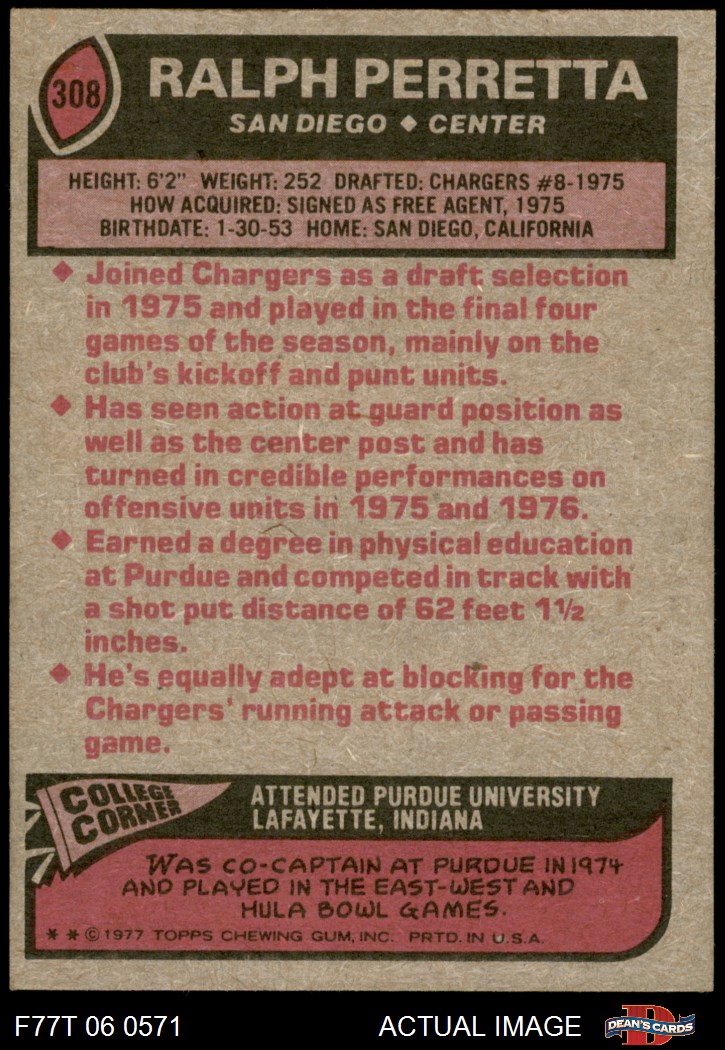 308
RALPH PERRETTA
SAN DIEGO ◆ CENTER
HEIGHT: 6'2" WEIGHT: 252 DRAFTED: CHARGERS #8-1975
HOW ACQUIRED: SIGNED AS FREE AGENT, 1975
BIRTHDATE: 1-30-53 HOME: SAN DIEGO, CALIFORNIA
◆ Joined Chargers as a draft selection
in 1975 and played in the final four
games of the season, mainly on the
club's kickoff and punt units.
◆ Has seen action at guard position as
well as the center post and has
turned in credible performances on
offensive units in 1975 and 1976.
◆ Earned a degree in physical education
at Purdue and competed in track with
a shot put distance of 62 feet 1½
inches.
◆ He's equally adept at blocking for the
Chargers' running attack or passing
game.
COLLEGE
CORNER
ATTENDED PURDUE UNIVERSITY
LAFAYETTE, INDIANA
WAS CO-CAPTAIN AT PURDUE IN 1974
AND PLAYED IN THE EAST-WEST AND
HULA BOWL GAMES.
* * © 1977 TOPPS CHEWING GUM, INC. PRTD. IN U.S.A.
F77T 06 0571 ACTUAL IMAGE
D
DEAN'S CARDS